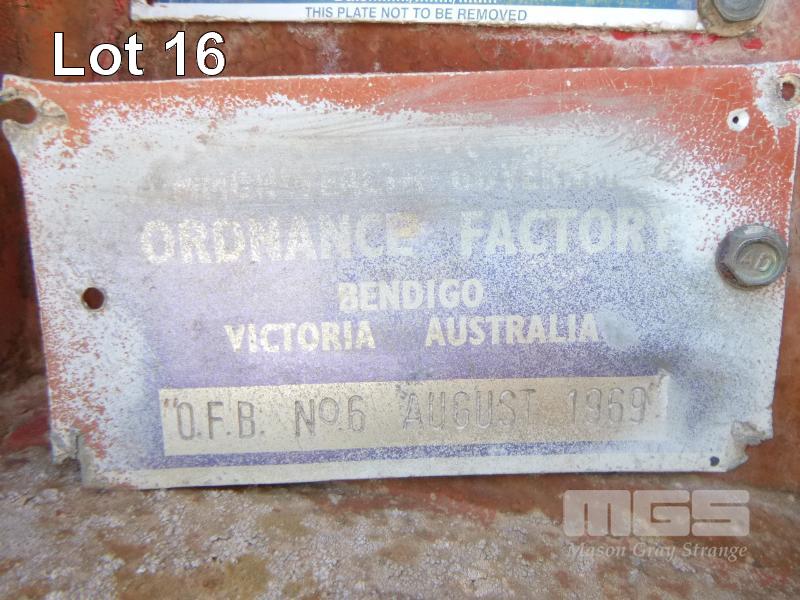 THIS PLATE NOT TO BE REMOVED
Lot 16
ORDNANCE FACTORY
BENDIGO
VICTORIA AUSTRALIA
O.F.B. No.6 AUGUST 1969
AD
MGS
Mason Gray Strange